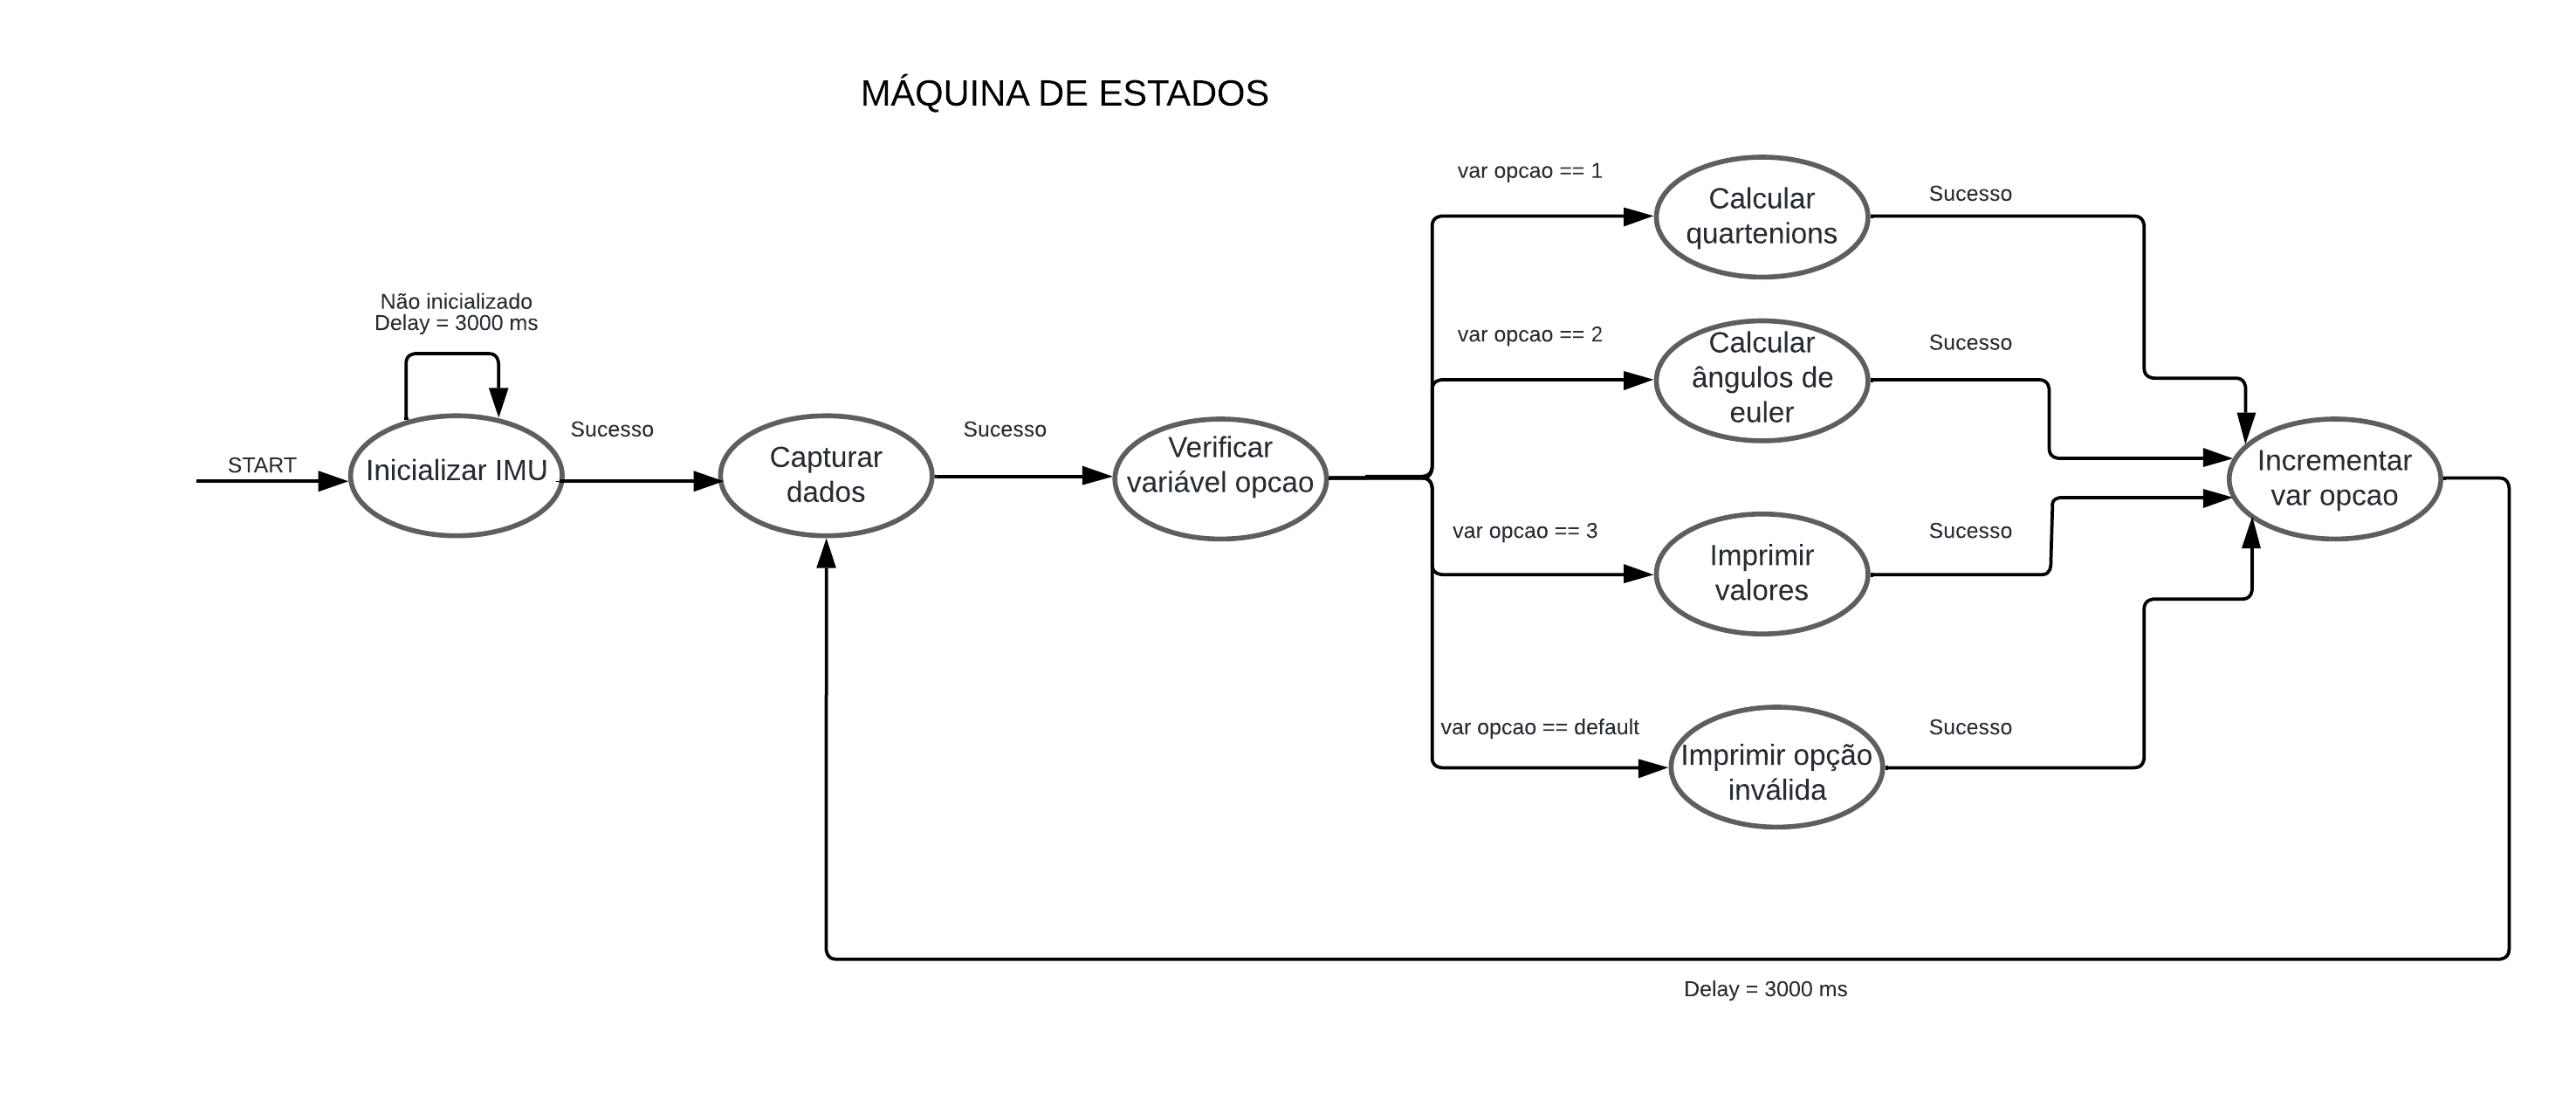 MÁQUINA DE ESTADOS
START
Não inicializado
Delay = 3000 ms
Inicializar IMU
Sucesso
Capturar
dados
Sucesso
Verificar
variável opcao
var opcao == 1
Calcular
quartenions
Sucesso
var opcao == 2
Calcular
ângulos de
euler
Sucesso
var opcao == 3
Imprimir
valores
Sucesso
var opcao == default
Imprimir opção
inválida
Sucesso
Incrementar
var opcao
Delay = 3000 ms